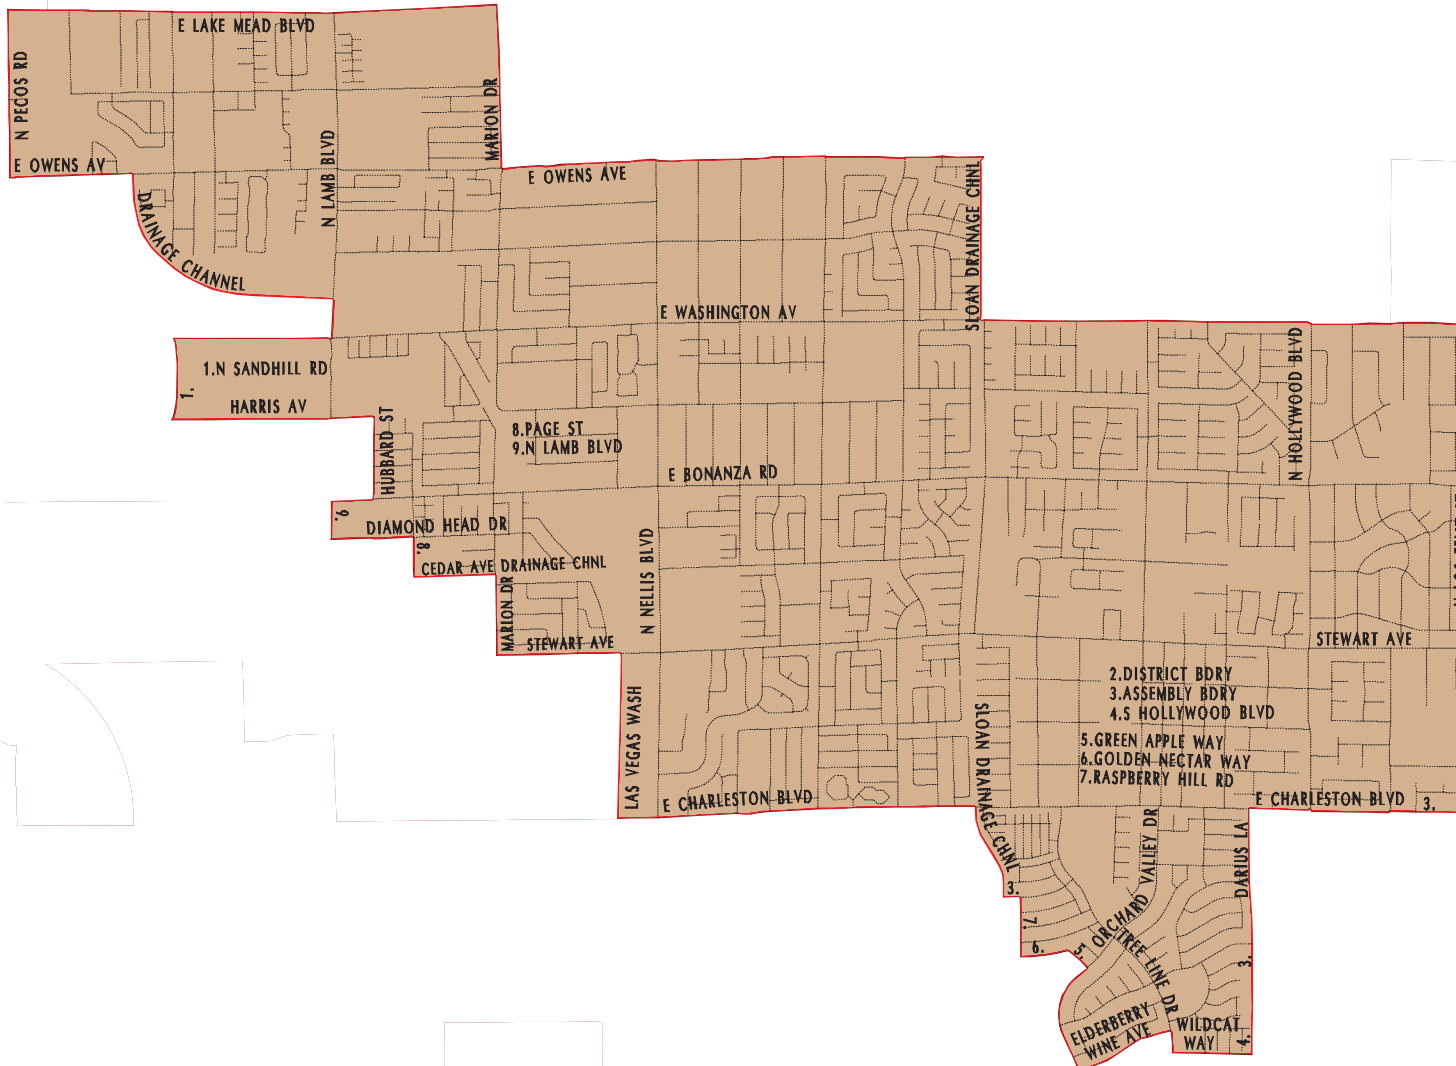 E LAKE MEAD BLVD
N PECOS RD
MARION DR
N LAMB BLVD
E OWENS AV
E OWENS AVE
DRAINAGE CHANNEL
SLOAN DRAINAGE CHNL
E WASHINGTON AV
1.N SANDHILL RD
1.
HARRIS AV
N HOLLYWOOD BLVD
HUBBARD ST
8.PAGE ST
9.N LAMB BLVD
E BONANZA RD
9.
DIAMOND HEAD DR
8.
CEDAR AVE DRAINAGE CHNL
N NELLIS BLVD
MARION DR
STEWART AVE
STEWART AVE
2.DISTRICT BDRY
3.ASSEMBLY BDRY
4.S HOLLYWOOD BLVD
5.GREEN APPLE WAY
6.GOLDEN NECTAR WAY
7.RASPBERRY HILL RD
LAS VEGAS WASH
SLOAN DRAINAGE CHNL
E CHARLESTON BLVD
E CHARLESTON BLVD
3.
ORCHARD VALLEY DR
DARIUS LA
3.
7.
6.
5.
TREE LINE DR
3.
ELDERBERRY
WINE AVE
WILDCAT
WAY
4.